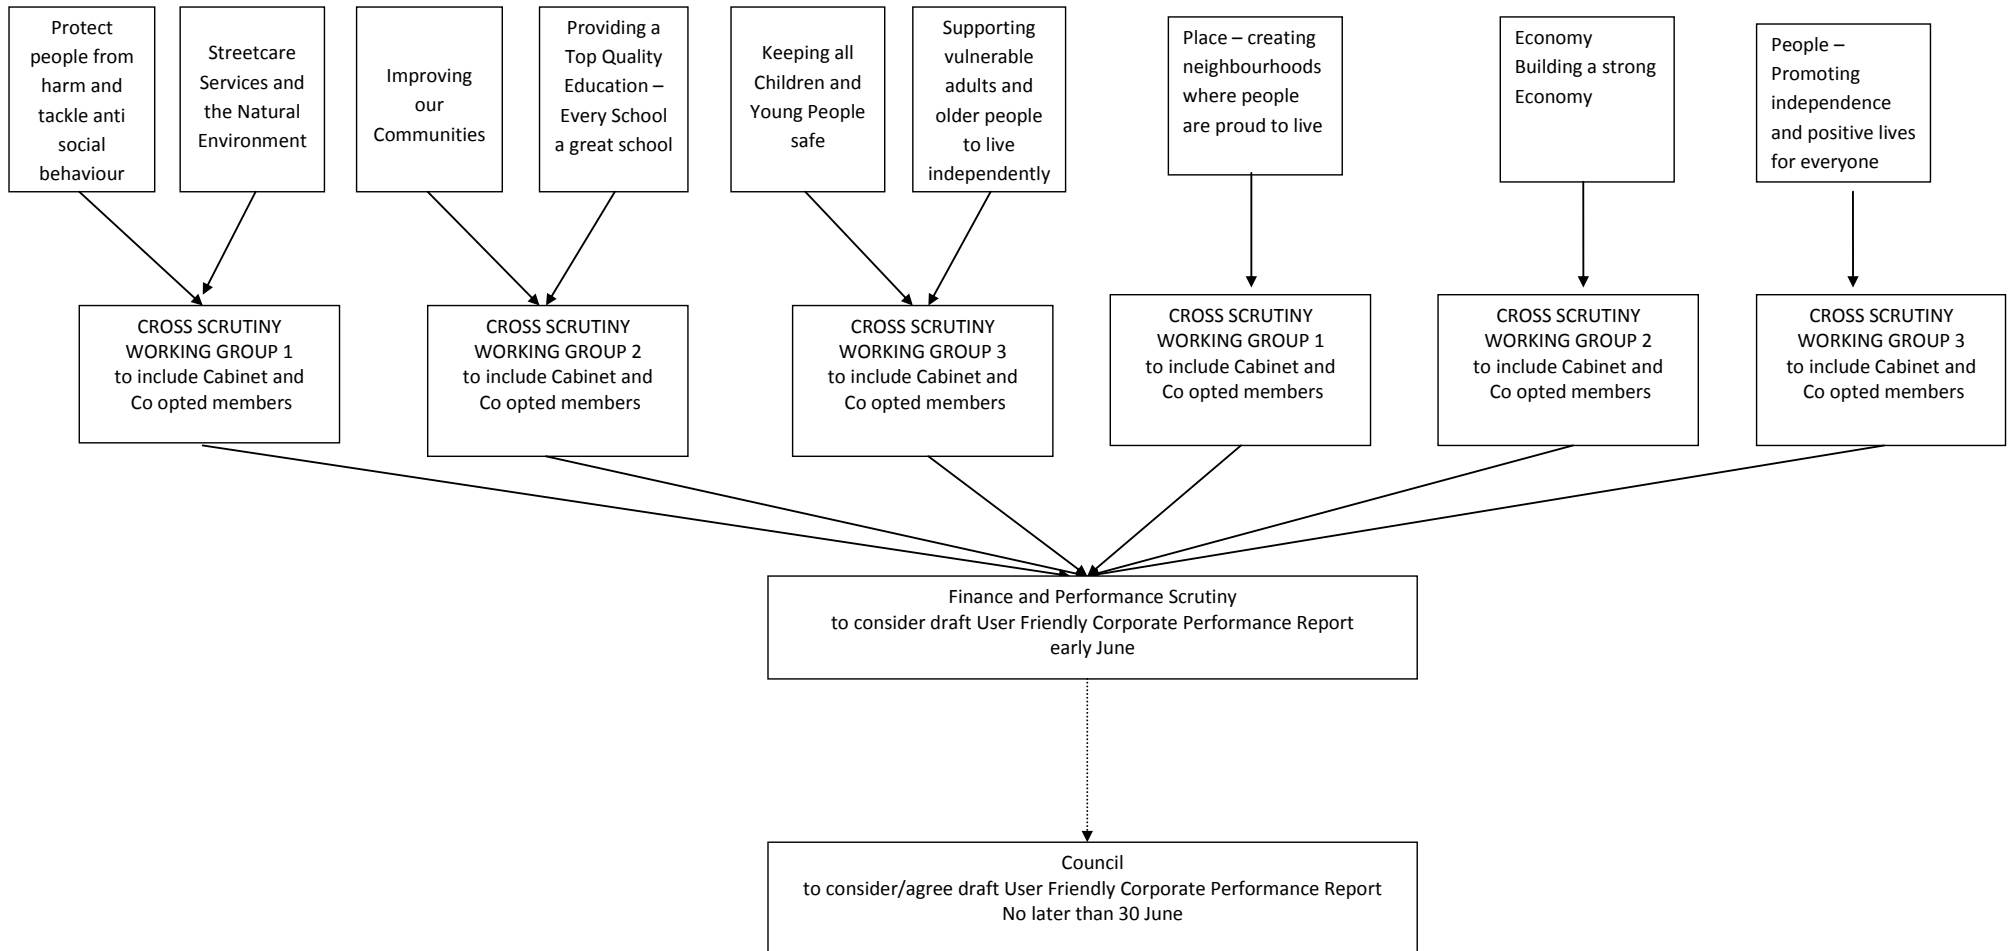 Protect
people from
harm and
tackle anti
social
behaviour
Streetcare
Services and
the Natural
Environment
Improving
our
Communities
Providing a
Top Quality
Education –
Every School
a great school
Keeping all
Children and
Young People
safe
Supporting
vulnerable
adults and
older people
to live
independently
Place – creating
neighbourhoods
where people
are proud to live
Economy
Building a strong
Economy
People –
Promoting
independence
and positive lives
for everyone
CROSS SCRUTINY
WORKING GROUP 1
to include Cabinet and
Co opted members
CROSS SCRUTINY
WORKING GROUP 2
to include Cabinet and
Co opted members
CROSS SCRUTINY
WORKING GROUP 3
to include Cabinet and
Co opted members
CROSS SCRUTINY
WORKING GROUP 1
to include Cabinet and
Co opted members
CROSS SCRUTINY
WORKING GROUP 2
to include Cabinet and
Co opted members
CROSS SCRUTINY
WORKING GROUP 3
to include Cabinet and
Co opted members
Finance and Performance Scrutiny
to consider draft User Friendly Corporate Performance Report
early June
Council
to consider/agree draft User Friendly Corporate Performance Report
No later than 30 June